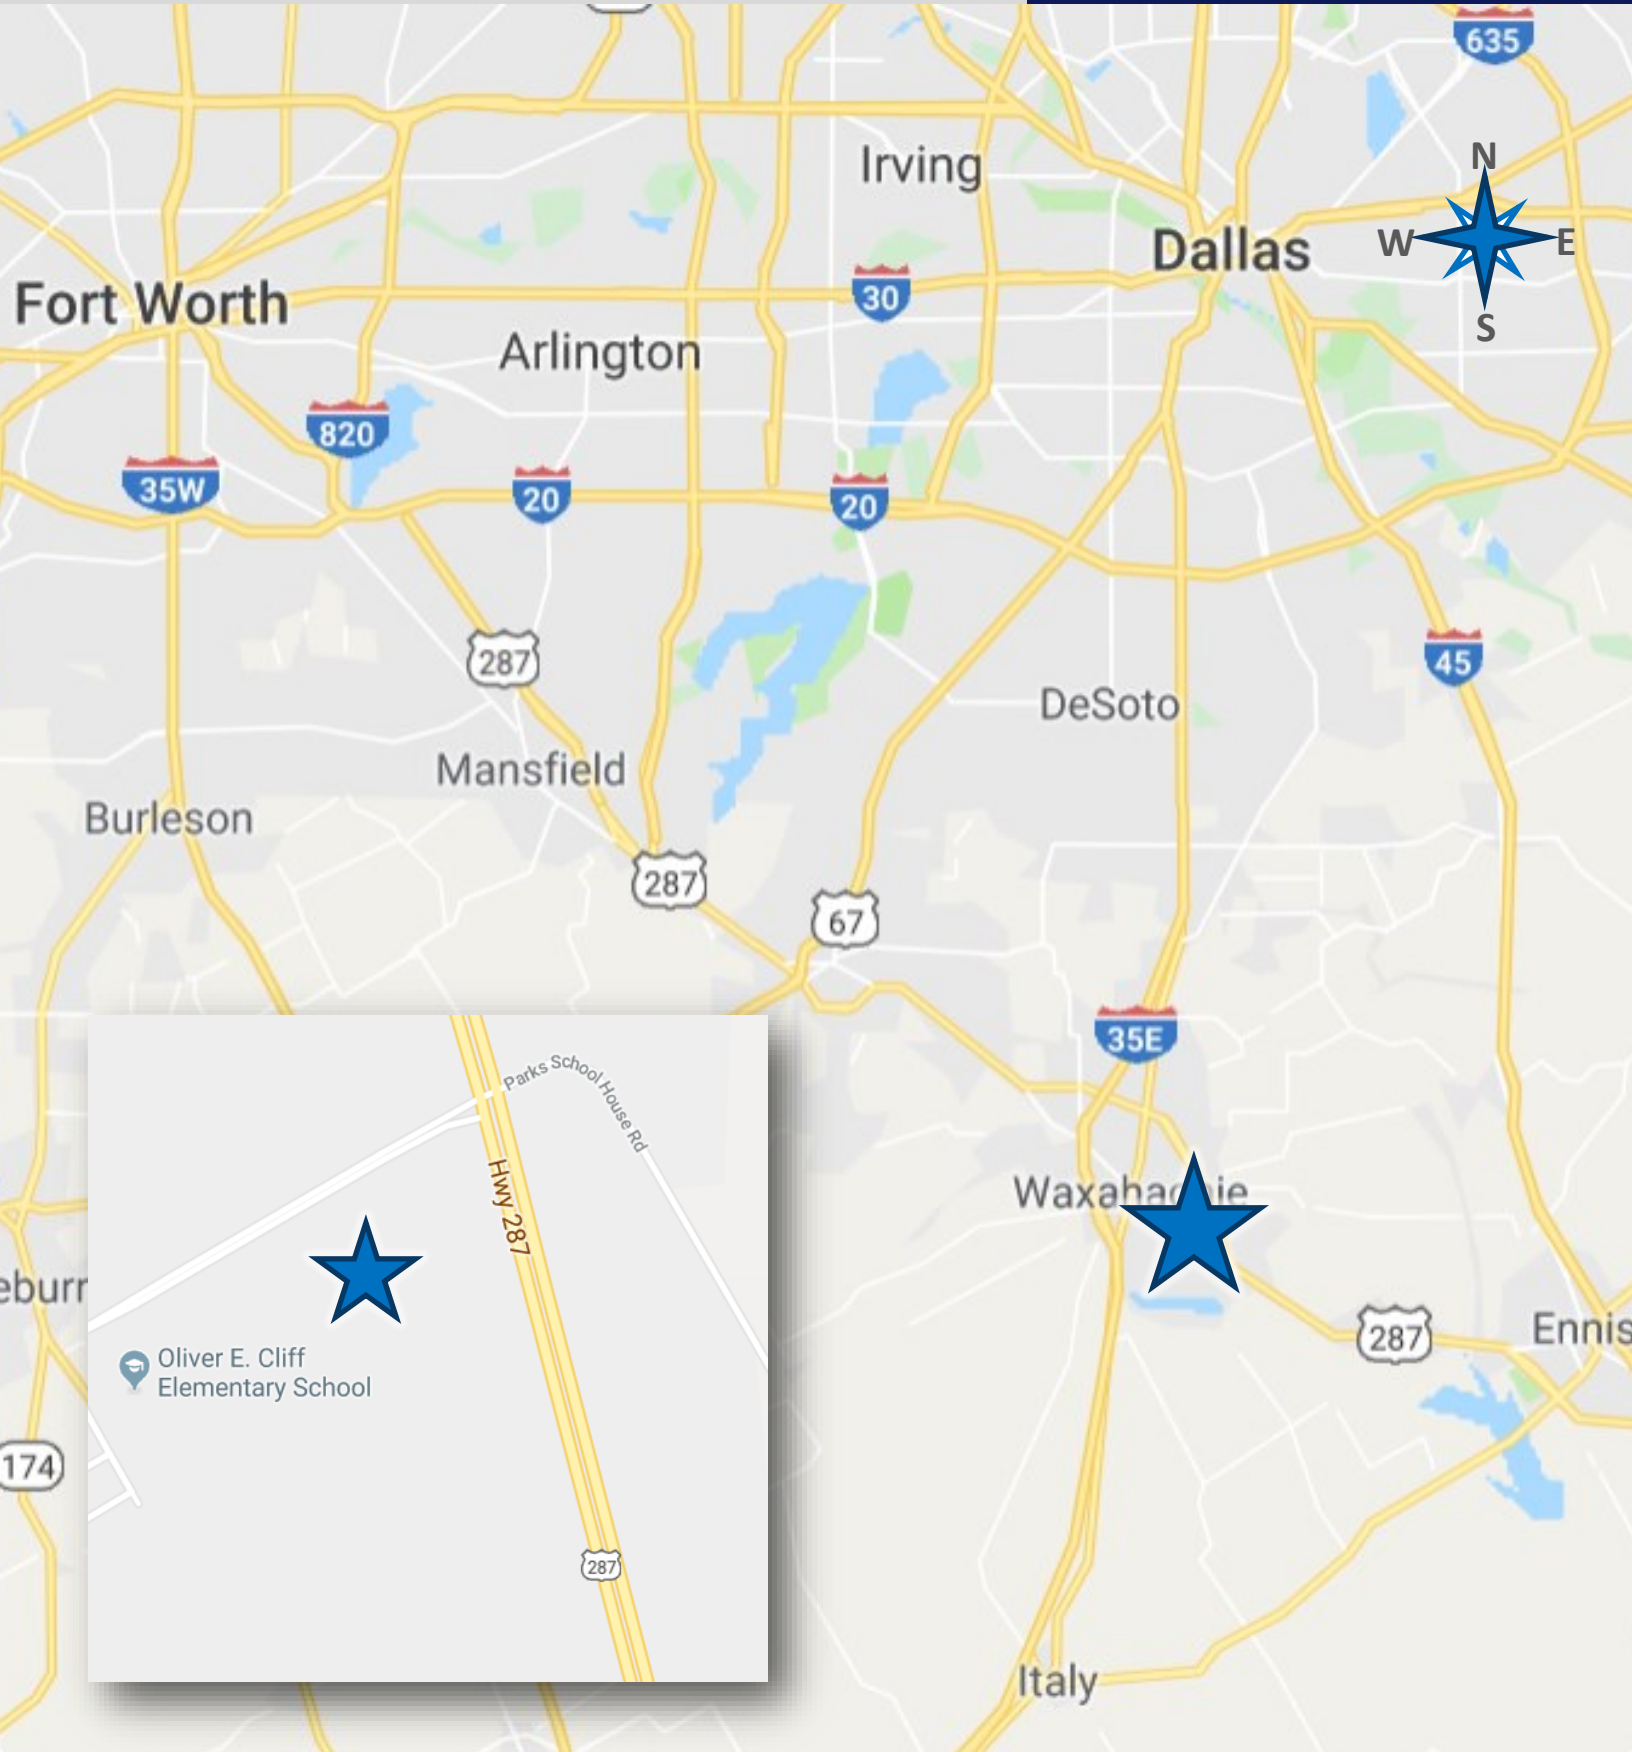 635
N
Irving
W
E
Dallas
30
Fort Worth
S
Arlington
820
35W
20
20
287
45
DeSoto
Mansfield
Burleson
287
67
35E
Parks School House Rd
Hwy 287
Waxahachie
Oliver E. Cliff
Elementary School
287
Ennis
174
287
Italy